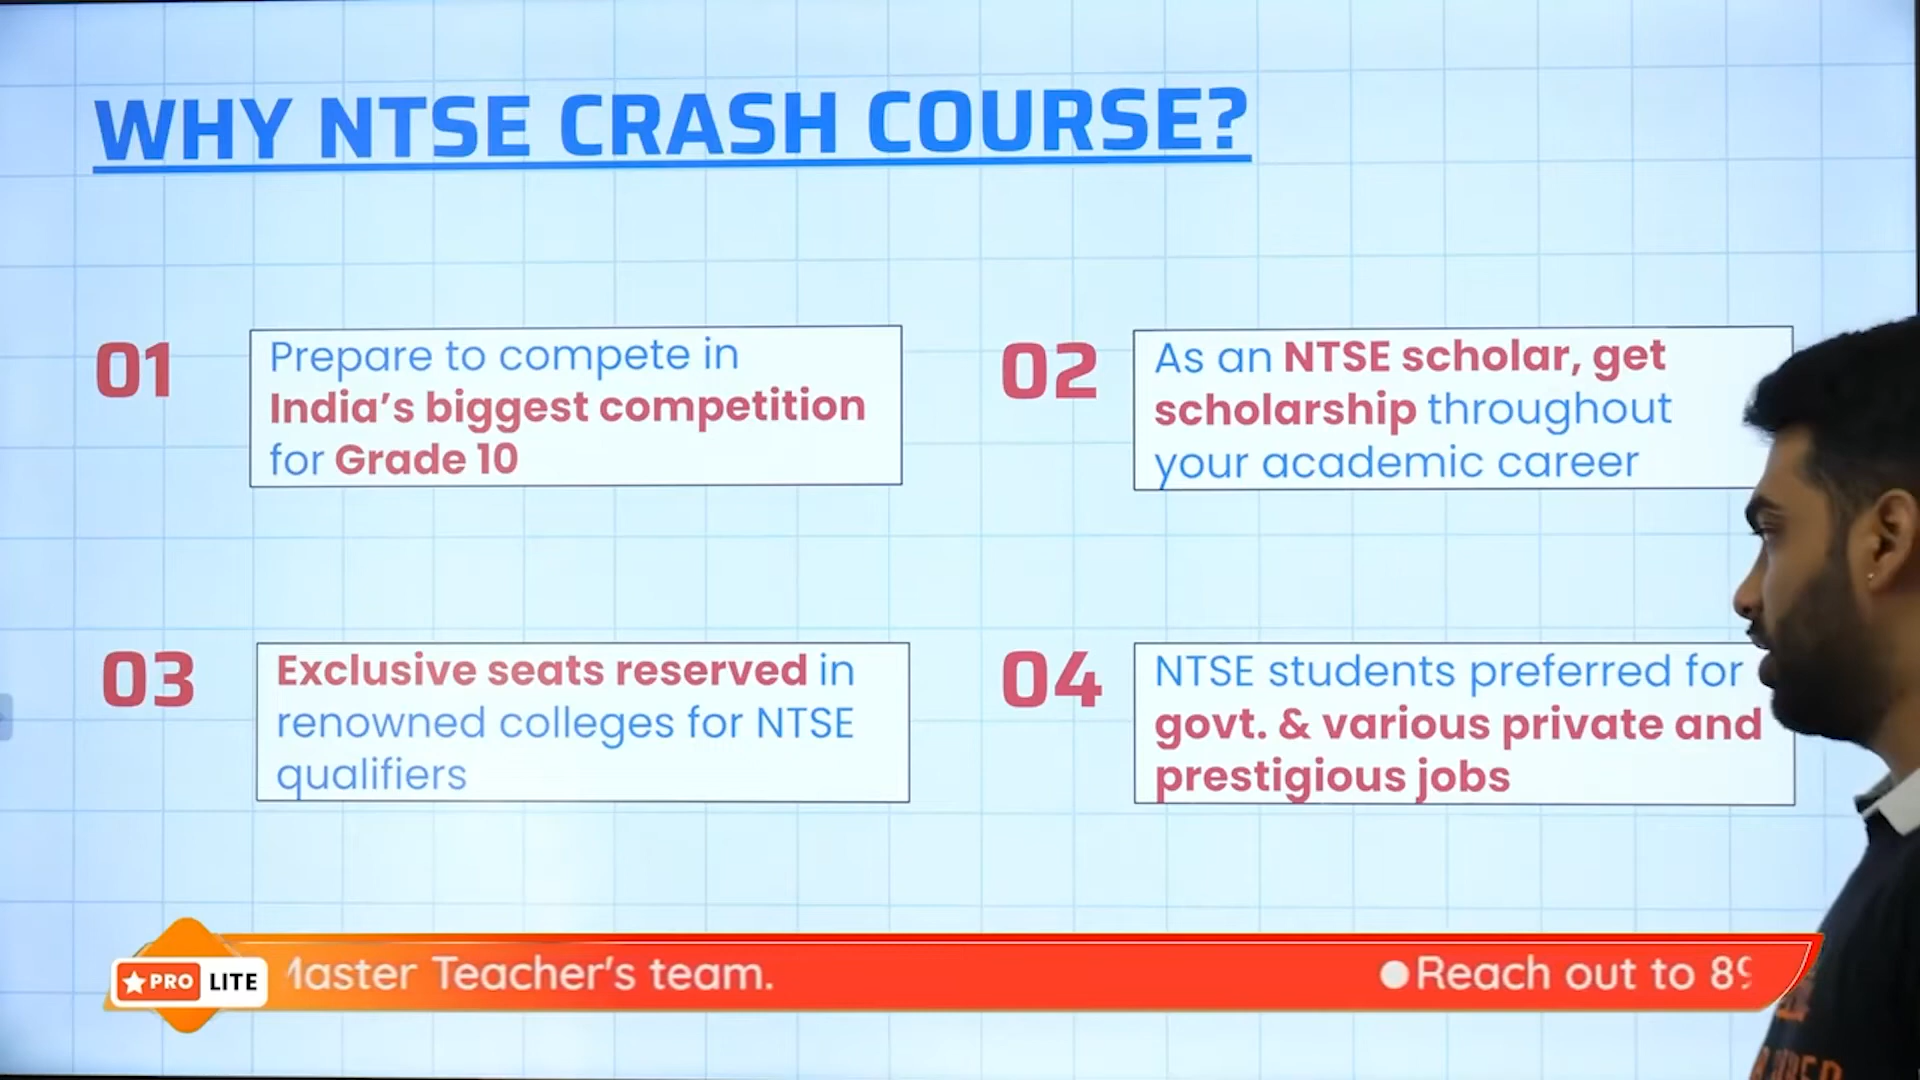 WHY NTSE CRASH COURSE?
01
Prepare to compete in
India's biggest competition
for Grade 10
02
As an NTSE scholar, get
scholarship throughout
your academic career
03
Exclusive seats reserved in
renowned colleges for NTSE
qualifiers
04
NTSE students preferred for
govt. & various private and
prestigious jobs
PRO LITE
Master Teacher's team.
Reach out to 89